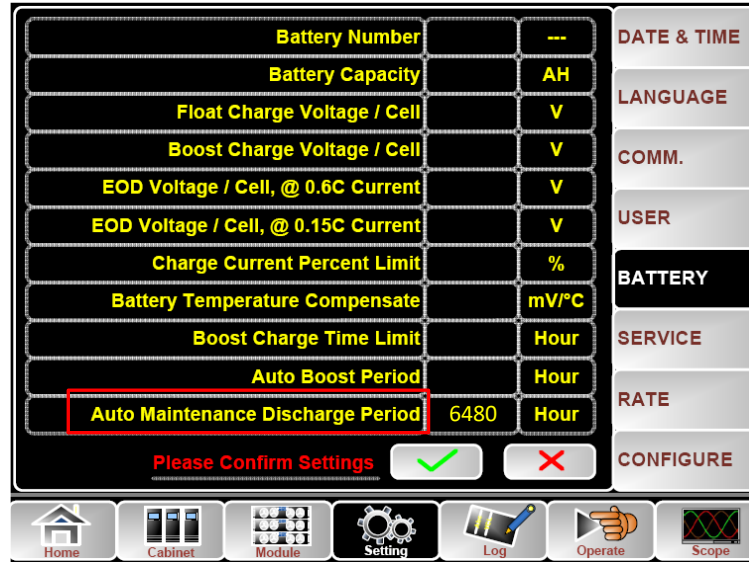 Battery Number ---
Battery Capacity AH
Float Charge Voltage / Cell V
Boost Charge Voltage / Cell V
EOD Voltage / Cell, @ 0.6C Current V
EOD Voltage / Cell, @ 0.15C Current V
Charge Current Percent Limit %
Battery Temperature Compensate mV/°C
Boost Charge Time Limit Hour
Auto Boost Period Hour
Auto Maintenance Discharge Period 6480 Hour
Please Confirm Settings
DATE & TIME
LANGUAGE
COMM.
USER
BATTERY
SERVICE
RATE
CONFIGURE
Home Cabinet Module Setting Log Operate Scope